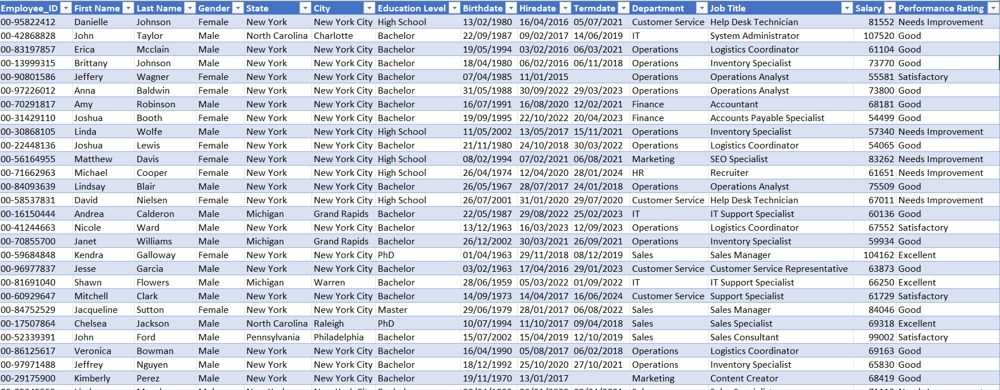 Employee_ID First Name Last Name Gender State City Education Level Birthdate Hiredate Termdate Department Job Title Salary Performance Rating
00-95822412 Danielle Johnson Female New York New York City High School 13/02/1980 16/04/2016 05/07/2021 Customer Service Help Desk Technician 81552 Needs Improvement
00-42868828 John Taylor Male North Carolina Charlotte Bachelor 22/09/1987 09/02/2017 14/06/2019 IT System Administrator 107520 Good
00-83197857 Erica Mcclain Male New York New York City Bachelor 19/05/1994 03/02/2016 06/03/2021 Operations Logistics Coordinator 61104 Good
00-13999315 Brittany Johnson Male New York New York City Bachelor 18/04/1980 06/02/2016 06/11/2018 Operations Inventory Specialist 73770 Good
00-90801586 Jeffery Wagner Female New York New York City Bachelor 07/04/1985 11/01/2015 Operations Operations Analyst 55581 Satisfactory
00-97226012 Anna Baldwin Female New York New York City Bachelor 31/05/1988 30/09/2022 29/03/2023 Operations Operations Analyst 73800 Good
00-70291817 Amy Robinson Male New York New York City Bachelor 16/07/1991 16/08/2020 12/02/2021 Finance Accountant 68181 Good
00-31429110 Joshua Booth Female New York New York City Bachelor 19/09/1995 22/10/2022 20/04/2023 Finance Accounts Payable Specialist 54499 Good
00-30868105 Linda Wolfe Male New York New York City High School 11/05/2002 13/05/2017 15/11/2021 Operations Inventory Specialist 57340 Needs Improvement
00-22448136 Joshua Lewis Female New York New York City Bachelor 21/11/1980 24/10/2018 30/03/2022 Operations Logistics Coordinator 54065 Good
00-56164955 Matthew Davis Female New York New York City High School 08/02/1994 07/02/2021 06/08/2021 Marketing SEO Specialist 83262 Needs Improvement
00-71662963 Michael Cooper Female New York New York City High School 26/04/1974 12/04/2020 28/01/2024 HR Recruiter 61651 Needs Improvement
00-84093639 Lindsay Blair Male New York New York City Bachelor 26/05/1967 28/07/2017 24/01/2018 Operations Operations Analyst 75509 Good
00-58537831 David Nielsen Female New York New York City High School 26/07/2001 31/01/2020 29/07/2020 Customer Service Help Desk Technician 67011 Needs Improvement
00-16150444 Andrea Calderon Male Michigan Grand Rapids Bachelor 22/05/1987 29/08/2022 25/02/2023 IT IT Support Specialist 60136 Good
00-41244663 Nicole Ward Male New York New York City Bachelor 13/12/1963 16/03/2023 12/09/2023 Operations Logistics Coordinator 67552 Satisfactory
00-70855700 Janet Williams Male Michigan Grand Rapids Bachelor 26/12/2002 30/03/2021 26/09/2021 Operations Inventory Specialist 59934 Good
00-59684848 Kendra Galloway Female New York New York City PhD 01/04/1963 29/11/2018 08/12/2019 Sales Sales Manager 104162 Excellent
00-96977837 Jesse Garcia Male New York New York City Bachelor 03/02/1963 17/04/2016 29/01/2023 Customer Service Customer Service Representative 63873 Good
00-81691040 Shawn Flowers Male Michigan Warren Bachelor 28/06/1959 05/03/2022 01/09/2022 IT IT Support Specialist 66250 Excellent
00-60929647 Mitchell Clark Male New York New York City Bachelor 14/09/1973 14/04/2017 16/06/2024 Customer Service Support Specialist 61729 Satisfactory
00-84752529 Jacqueline Sutton Female New York New York City Master 29/06/1979 28/01/2017 06/08/2022 Sales Sales Manager 84046 Good
00-17507864 Chelsea Jackson Male North Carolina Raleigh PhD 10/07/1994 11/10/2017 09/04/2018 Sales Sales Specialist 69318 Excellent
00-52339391 John Ford Male Pennsylvania Philadelphia Bachelor 15/07/2002 15/04/2019 12/10/2019 Sales Sales Consultant 99002 Satisfactory
00-86125617 Veronica Bowman Male New York New York City Bachelor 16/04/1990 05/08/2017 06/02/2018 Operations Logistics Coordinator 69163 Good
00-97971488 Jeffrey Nguyen Male New York New York City Bachelor 18/12/1992 25/10/2020 27/10/2021 Operations Inventory Specialist 65830 Good
00-29175900 Kimberly Perez Male New York New York City Bachelor 19/11/1970 13/01/2017 Marketing Content Creator 68419 Good